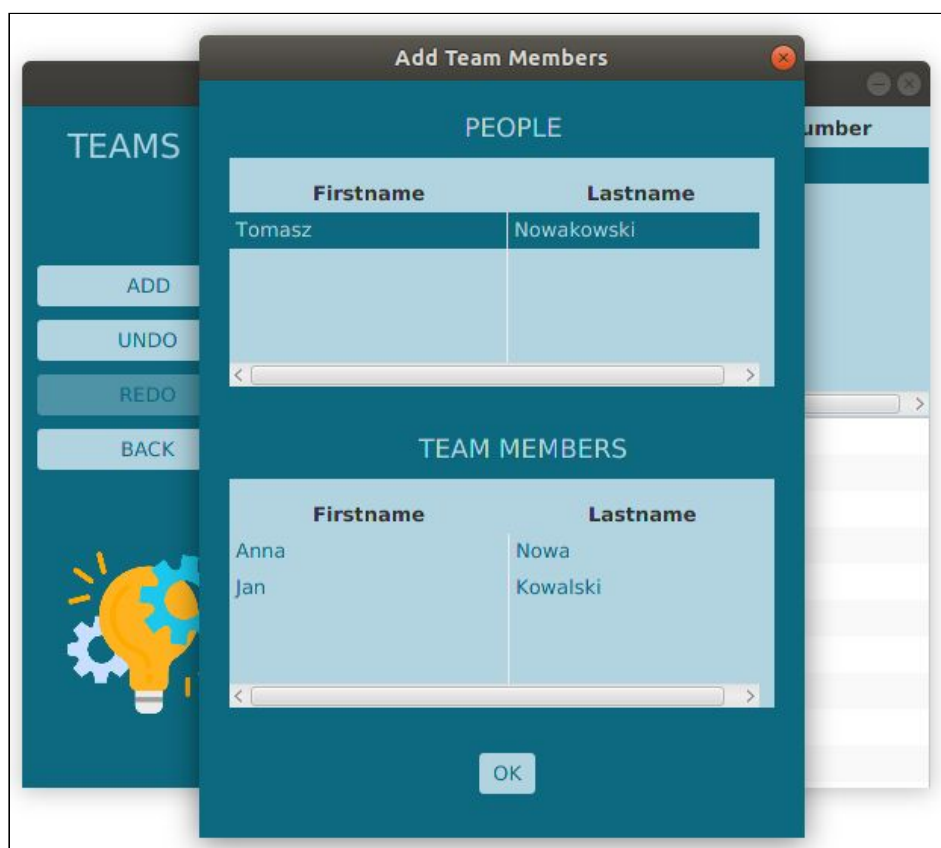 Add Team Members
TEAMS
umber
ADD
UNDO
REDO
BACK
PEOPLE
Firstname Lastname
Tomasz Nowakowski
TEAM MEMBERS
Firstname Lastname
Anna Nowa
Jan Kowalski
OK